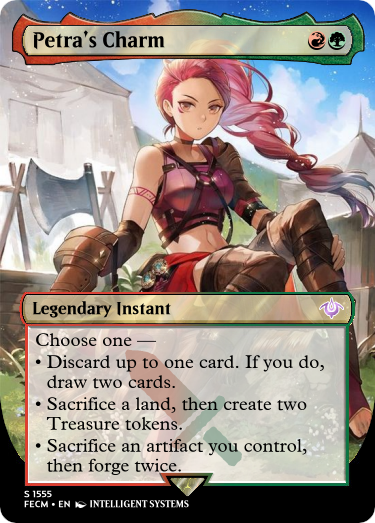 Petra's Charm
Legendary Instant
Choose one —
• Discard up to one card. If you do,
draw two cards.
• Sacrifice a land, then create two
Treasure tokens.
• Sacrifice an artifact you control,
then forge twice.
S 1555
FECM • EN INTELLIGENT SYSTEMS